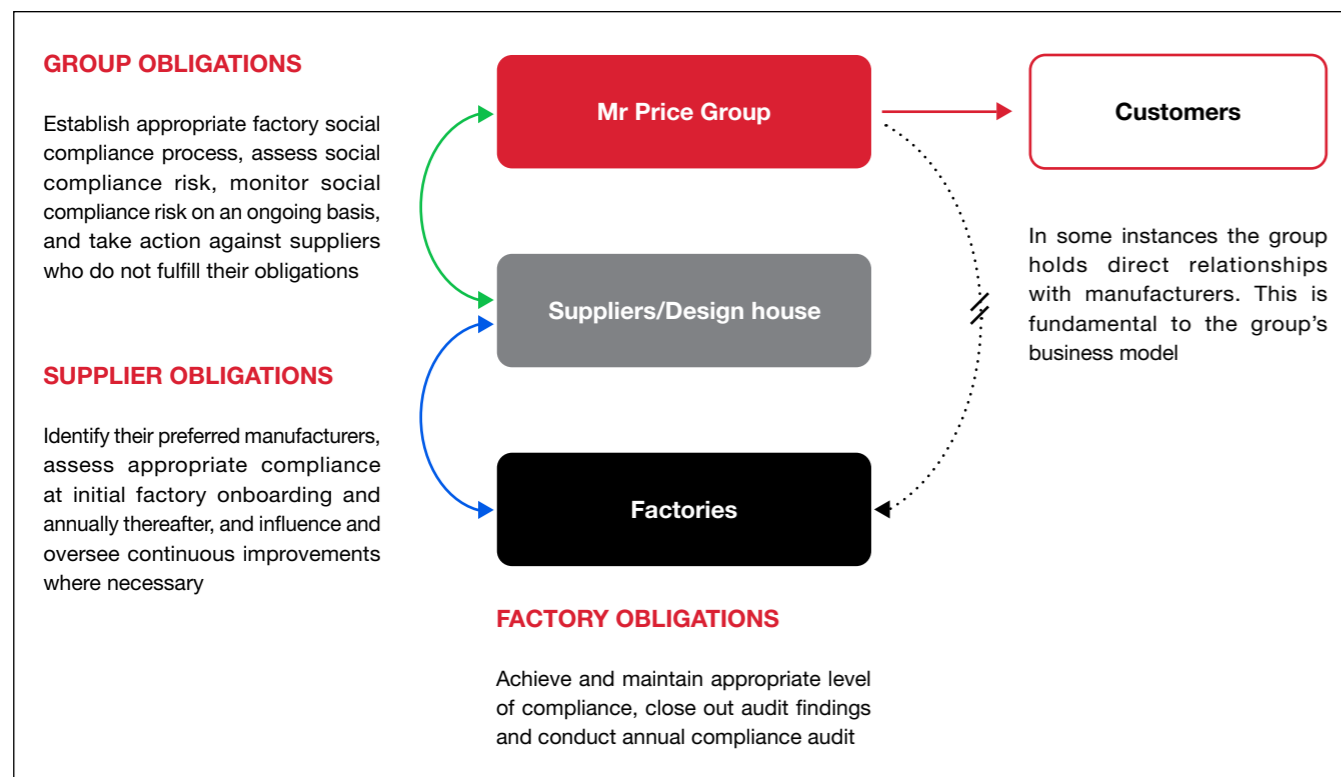 GROUP OBLIGATIONS
Establish appropriate factory social
compliance process, assess social
compliance risk, monitor social
compliance risk on an ongoing basis,
and take action against suppliers
who do not fulfill their obligations
SUPPLIER OBLIGATIONS
Identify their preferred manufacturers,
assess appropriate compliance
at initial factory onboarding and
annually thereafter, and influence and
oversee continuous improvements
where necessary
Mr Price Group
Suppliers/Design house
Factories
FACTORY OBLIGATIONS
Achieve and maintain appropriate level
of compliance, close out audit findings
and conduct annual compliance audit
Customers
In some instances the group
holds direct relationships
with manufacturers. This is
fundamental to the group's
business model